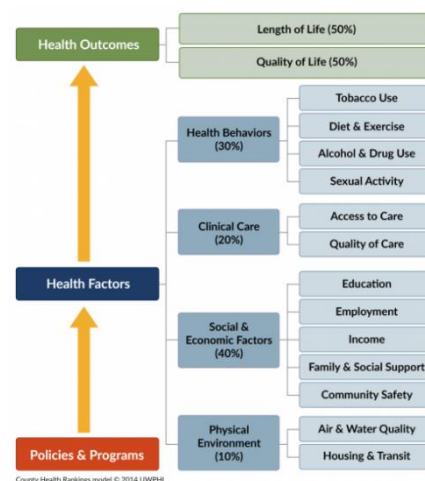 Health Outcomes
Length of Life (50%)
Quality of Life (50%)
Health Factors
Health Behaviors
(30%)
Tobacco Use
Diet & Exercise
Alcohol & Drug Use
Sexual Activity
Clinical Care
(20%)
Access to Care
Quality of Care
Social &
Economic Factors
(40%)
Education
Employment
Income
Family & Social Support
Community Safety
Physical
Environment
(10%)
Air & Water Quality
Housing & Transit
Policies & Programs
County Health Rankings model © 2014 UWPHI